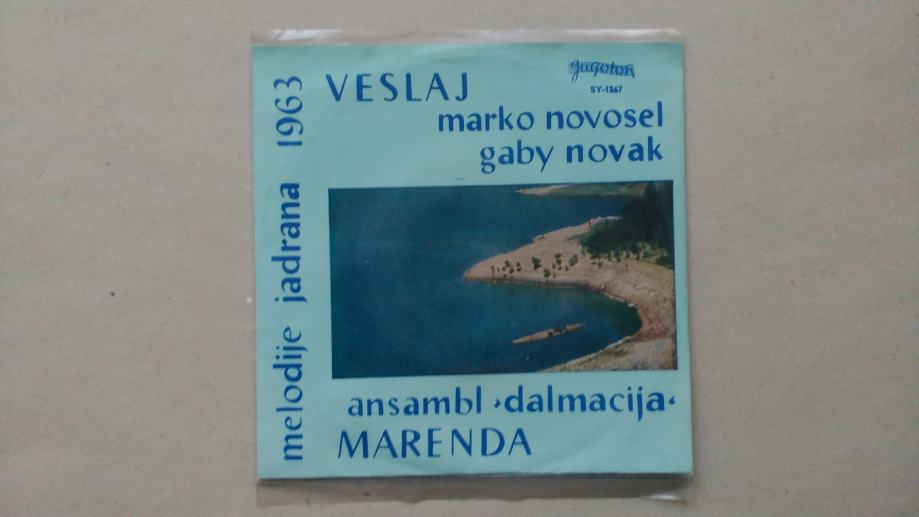 melodije jadrana 1963
VESLAJ
jugoton
SY-1367
marko novosel
gaby novak
ansambl ›dalmacija‹
MARENDA